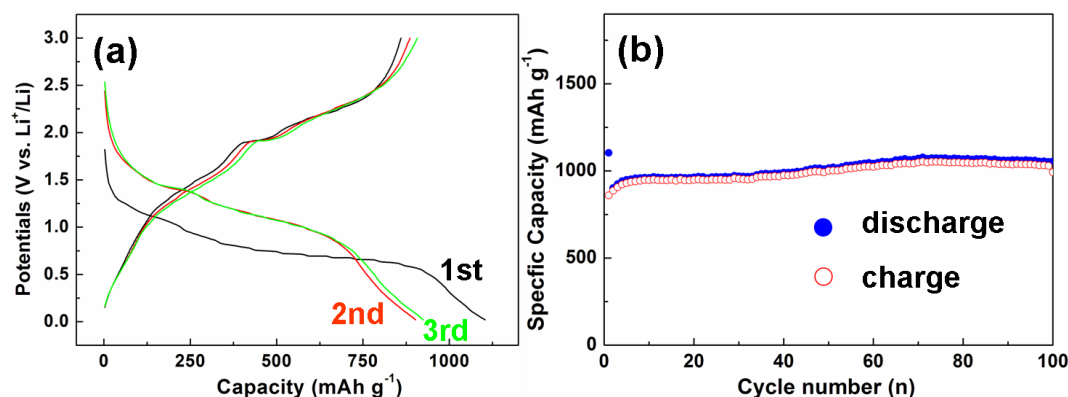 (a)
Potentials (V vs. Li⁺/Li)
3.0
2.5
2.0
1.5
1.0
0.5
0.0
1st
2nd
3rd
0 250 500 750 1000
Capacity (mAh g⁻¹)
(b)
Specfic Capacity (mAh g⁻¹)
1500
1000
500
0
discharge
charge
0 20 40 60 80 100
Cycle number (n)